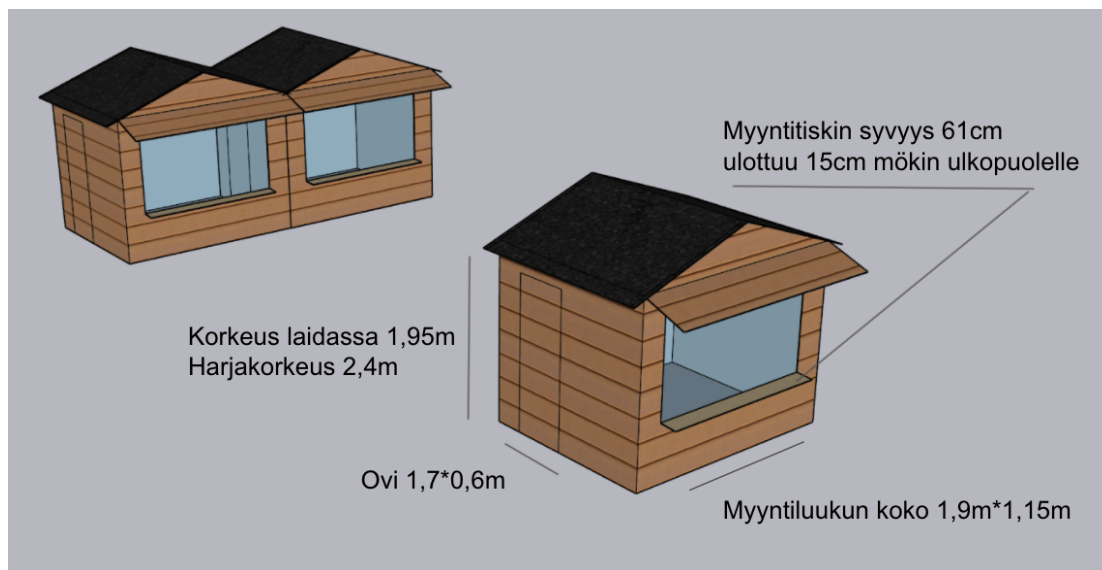 Myyntitiskin syvyys 61cm
ulottuu 15cm mökin ulkopuolelle
Korkeus laidassa 1,95m
Harjakorkeus 2,4m
Ovi 1,7*0,6m
Myyntiluukun koko 1,9m*1,15m